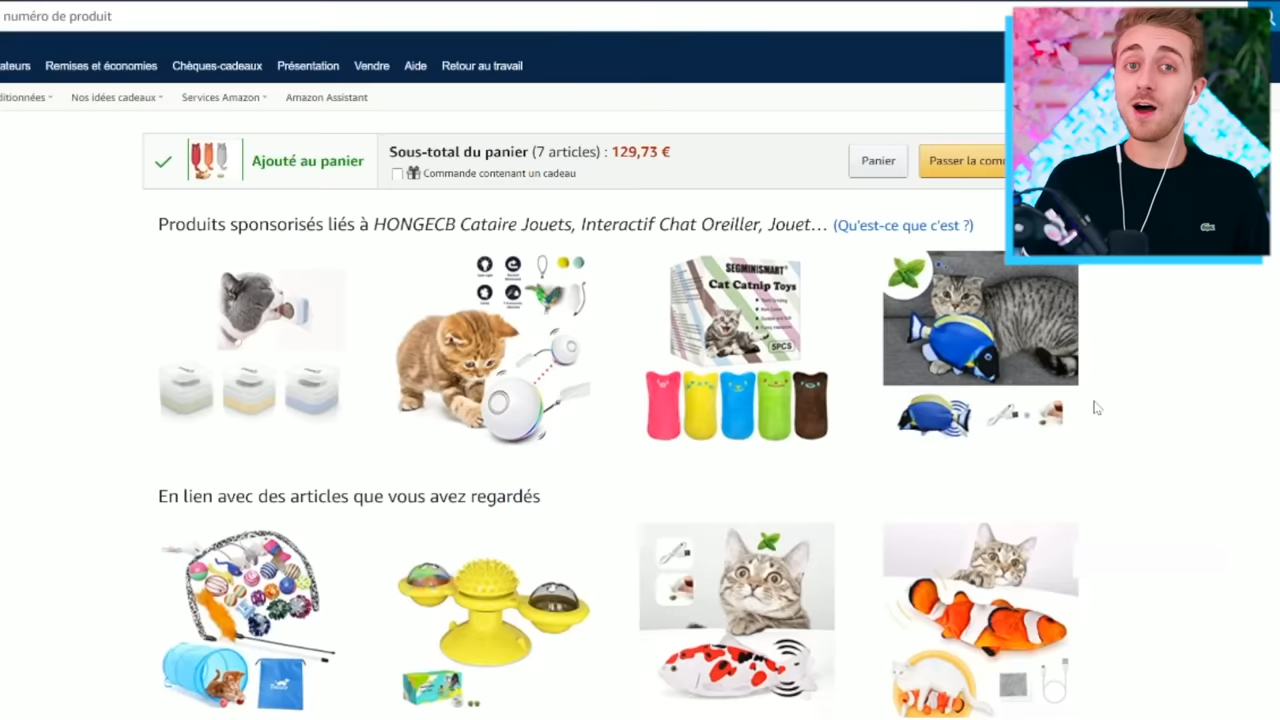 numéro de produit
ateurs Remises et économies Chèques-cadeaux Présentation Vendre Aide Retour au travail
ditionnées Nos idées cadeaux Services Amazon Amazon Assistant
Ajouté au panier
Sous-total du panier (7 articles) : 129,73 €
Commande contenant un cadeau
Panier
Passer la com
Produits sponsorisés liés à HONGECB Cataire Jouets, Interactif Chat Oreiller, Jouet… (Qu'est-ce que c'est ?)
SEGMINISMART
Cat Catnip Toys
5PCS
En lien avec des articles que vous avez regardés